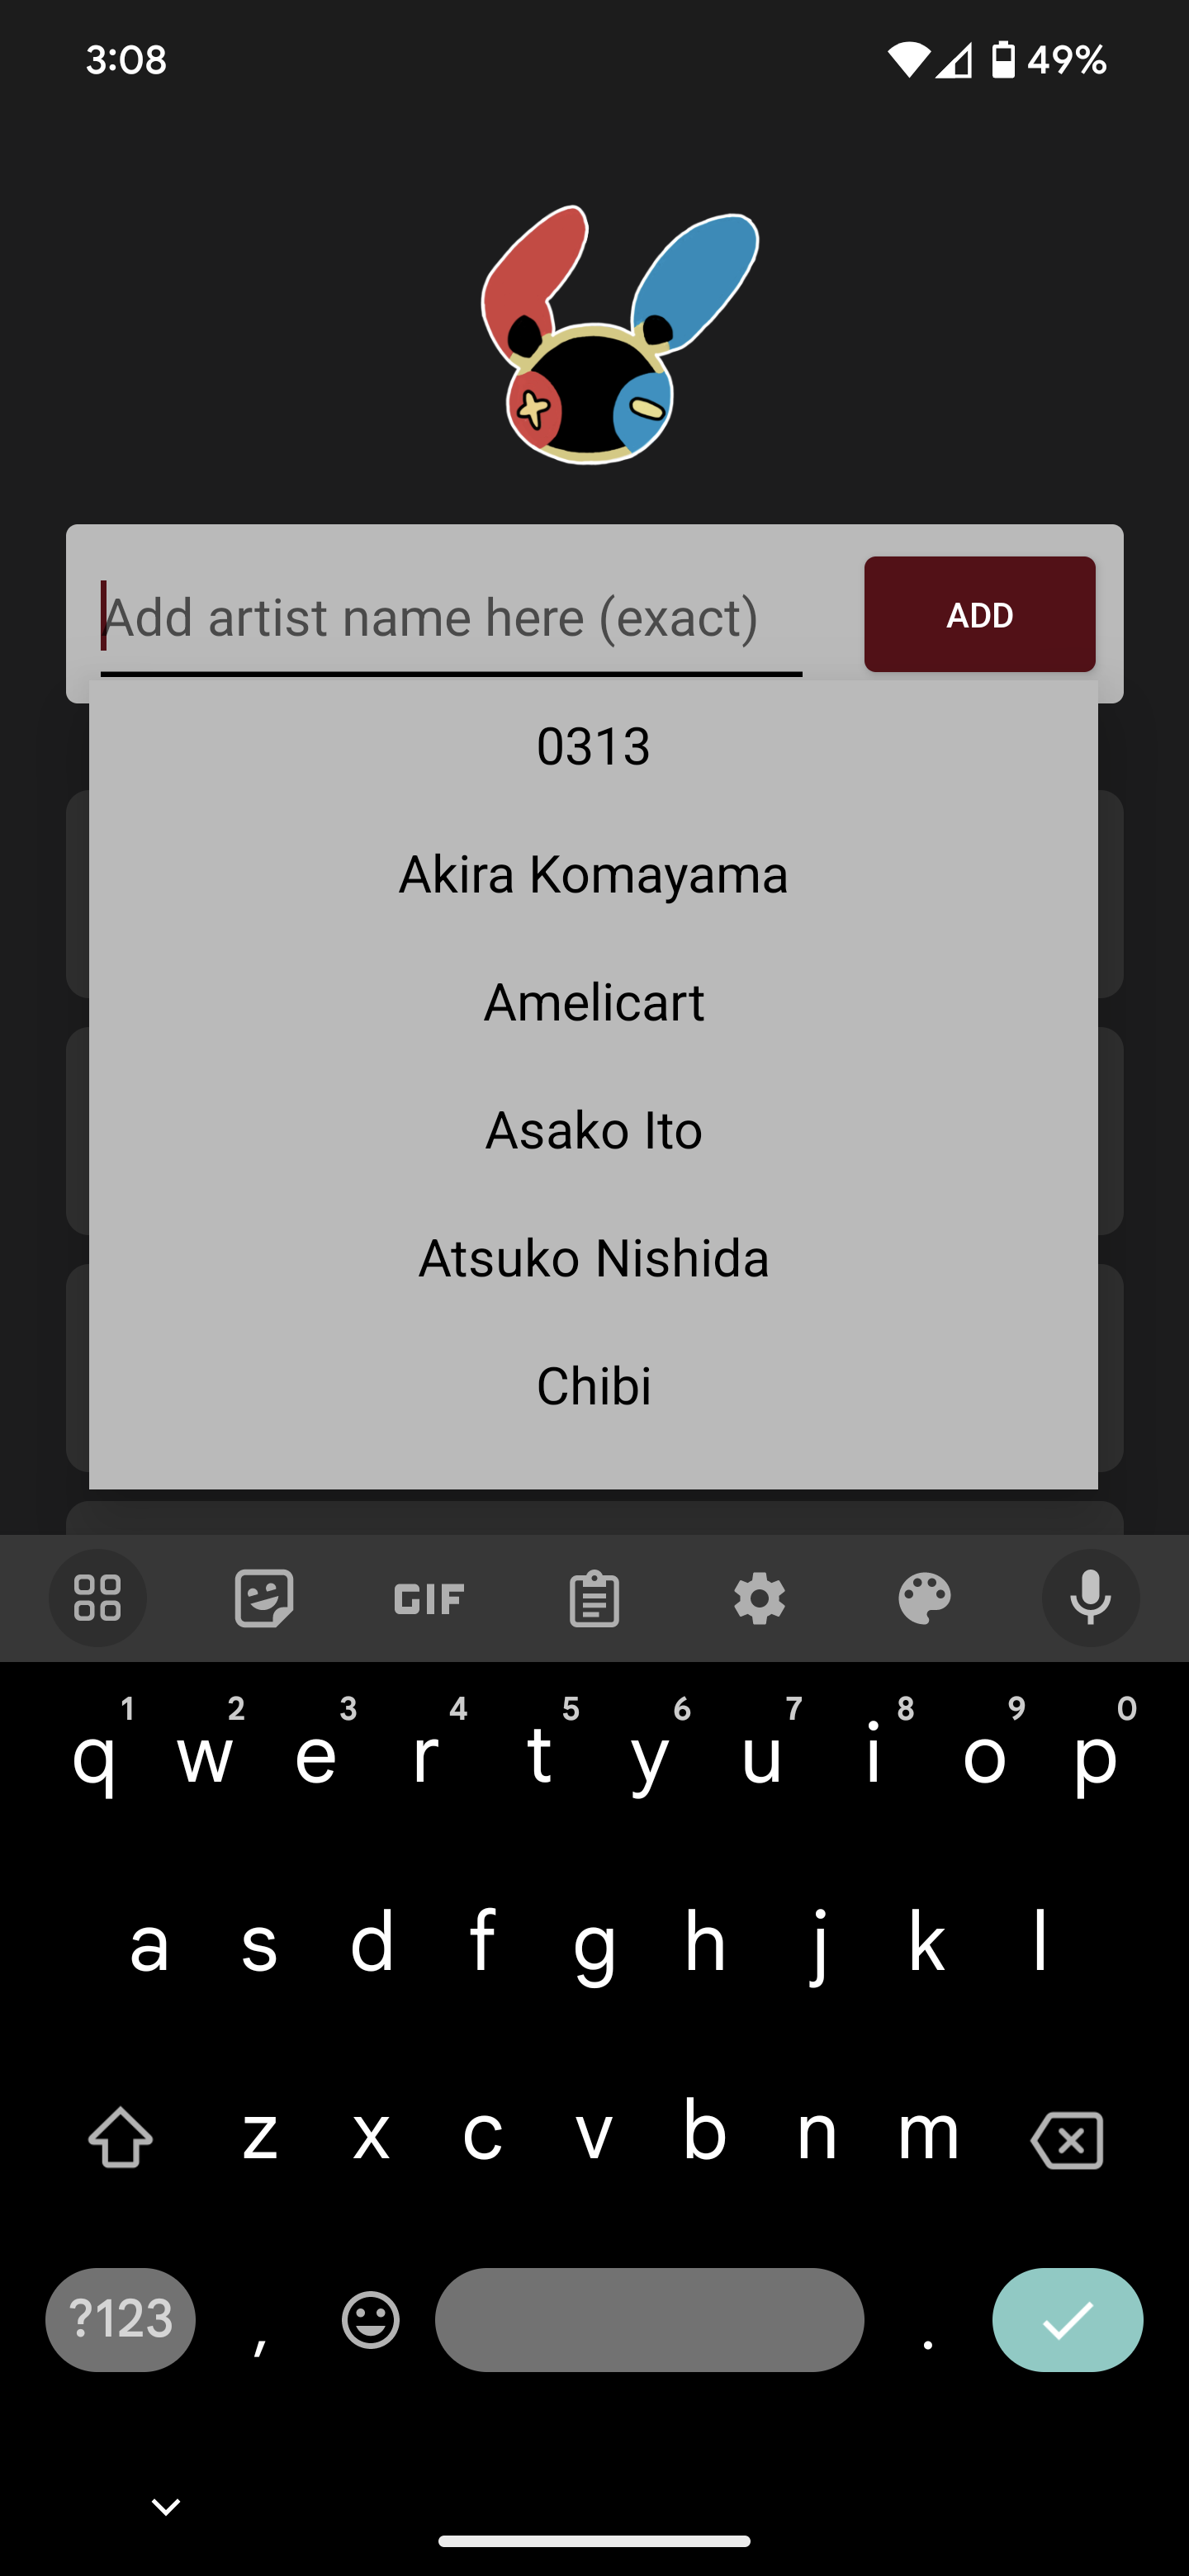 3:08
49%
Add artist name here (exact)
ADD
0313
Akira Komayama
Amelicart
Asako Ito
Atsuko Nishida
Chibi
GIF
1 2 3 4 5 6 7 8 9 0
q w e r t y u i o p
a s d f g h j k l
z x c v b n m
?123 , .